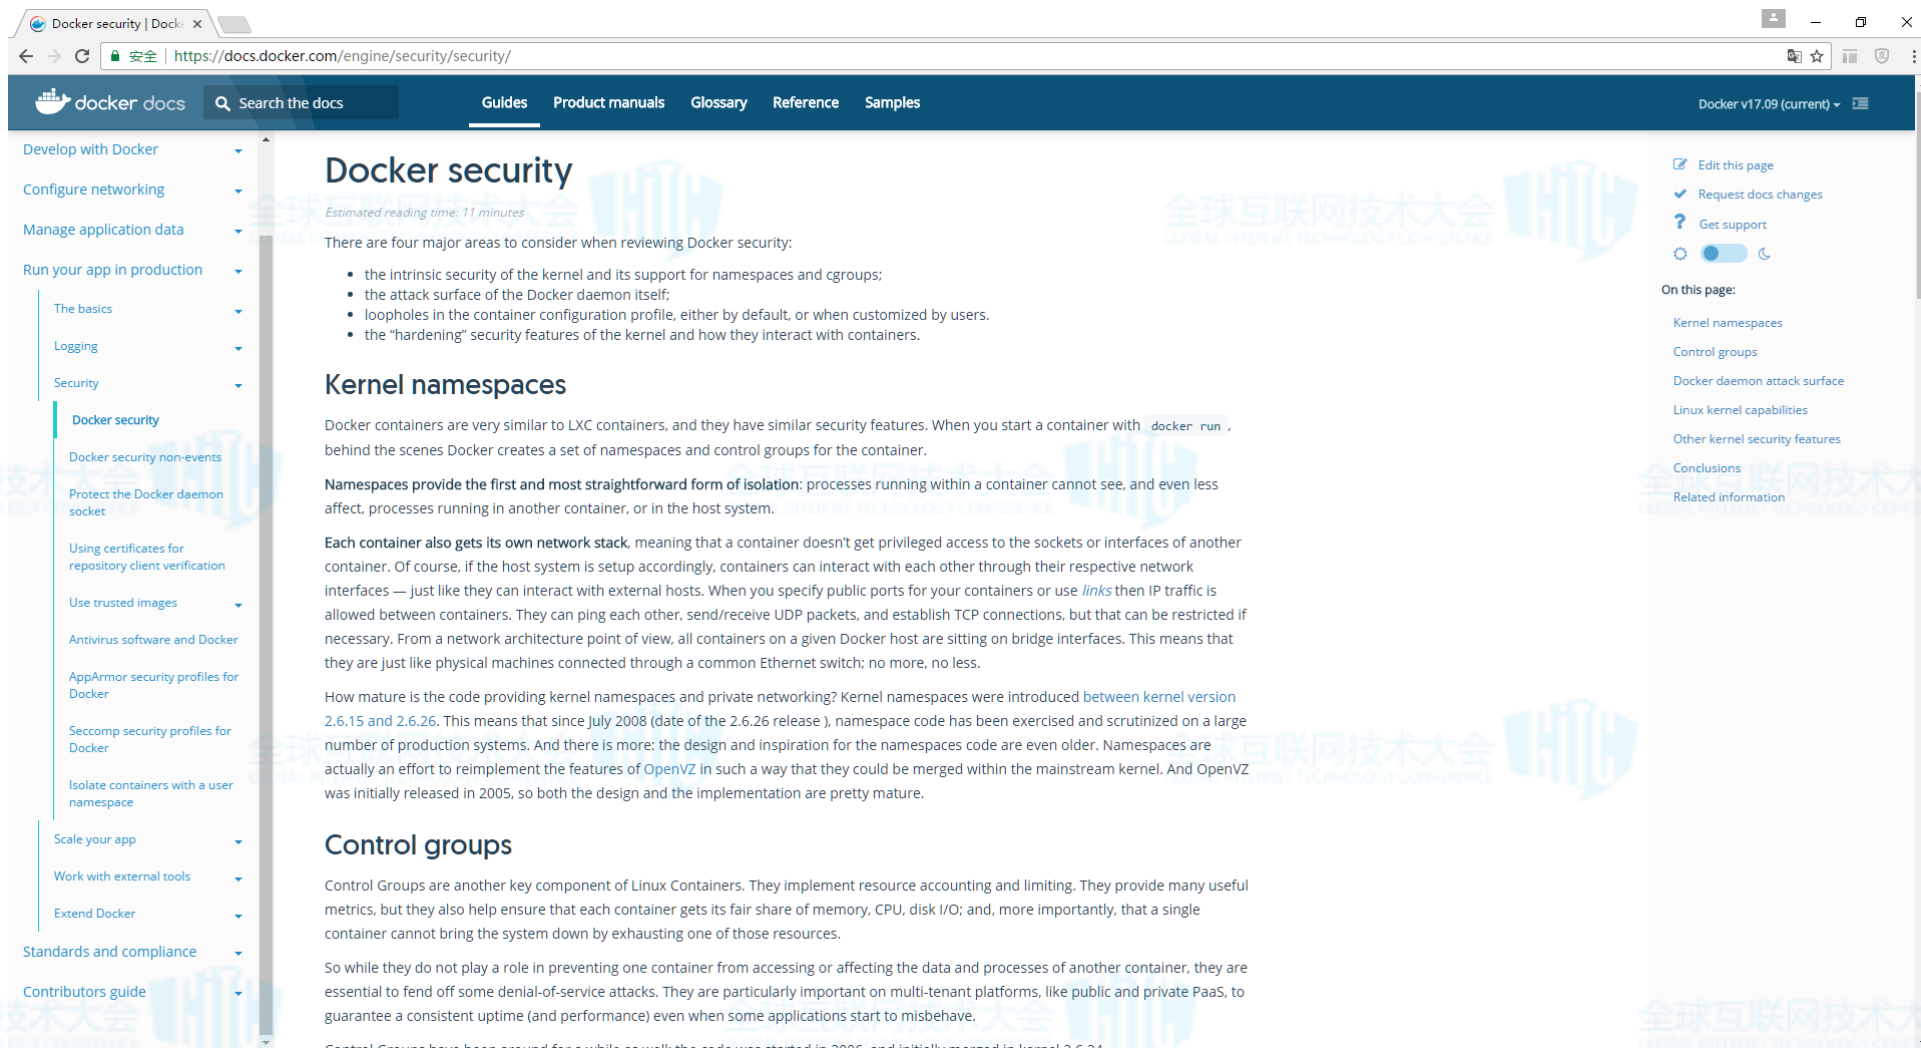 Docker security | Docke
安全 https://docs.docker.com/engine/security/security/
docker docs
Search the docs
Guides
Product manuals
Glossary
Reference
Samples
Docker v17.09 (current)
Develop with Docker
Configure networking
Manage application data
Run your app in production
The basics
Logging
Security
Docker security
Docker security non-events
Protect the Docker daemon
socket
Using certificates for
repository client verification
Use trusted images
Antivirus software and Docker
AppArmor security profiles for
Docker
Seccomp security profiles for
Docker
Isolate containers with a user
namespace
Scale your app
Work with external tools
Extend Docker
Standards and compliance
Contributors guide
Docker security
Estimated reading time: 11 minutes
There are four major areas to consider when reviewing Docker security:
• the intrinsic security of the kernel and its support for namespaces and cgroups;
• the attack surface of the Docker daemon itself;
• loopholes in the container configuration profile, either by default, or when customized by users.
• the “hardening” security features of the kernel and how they interact with containers.
Kernel namespaces
Docker containers are very similar to LXC containers, and they have similar security features. When you start a container with docker run ,
behind the scenes Docker creates a set of namespaces and control groups for the container.
Namespaces provide the first and most straightforward form of isolation: processes running within a container cannot see, and even less
affect, processes running in another container, or in the host system.
Each container also gets its own network stack, meaning that a container doesn’t get privileged access to the sockets or interfaces of another
container. Of course, if the host system is setup accordingly, containers can interact with each other through their respective network
interfaces — just like they can interact with external hosts. When you specify public ports for your containers or use links then IP traffic is
allowed between containers. They can ping each other, send/receive UDP packets, and establish TCP connections, but that can be restricted if
necessary. From a network architecture point of view, all containers on a given Docker host are sitting on bridge interfaces. This means that
they are just like physical machines connected through a common Ethernet switch; no more, no less.
How mature is the code providing kernel namespaces and private networking? Kernel namespaces were introduced between kernel version
2.6.15 and 2.6.26. This means that since July 2008 (date of the 2.6.26 release ), namespace code has been exercised and scrutinized on a large
number of production systems. And there is more: the design and inspiration for the namespaces code are even older. Namespaces are
actually an effort to reimplement the features of OpenVZ in such a way that they could be merged within the mainstream kernel. And OpenVZ
was initially released in 2005, so both the design and the implementation are pretty mature.
Control groups
Control Groups are another key component of Linux Containers. They implement resource accounting and limiting. They provide many useful
metrics, but they also help ensure that each container gets its fair share of memory, CPU, disk I/O; and, more importantly, that a single
container cannot bring the system down by exhausting one of those resources.
So while they do not play a role in preventing one container from accessing or affecting the data and processes of another container, they are
essential to fend off some denial-of-service attacks. They are particularly important on multi-tenant platforms, like public and private PaaS, to
guarantee a consistent uptime (and performance) even when some applications start to misbehave.
Edit this page
Request docs changes
Get support
On this page:
Kernel namespaces
Control groups
Docker daemon attack surface
Linux kernel capabilities
Other kernel security features
Conclusions
Related information
全球互联网技术大会
GLOBAL INTERNET TECHNOLOGY CONFERENCE